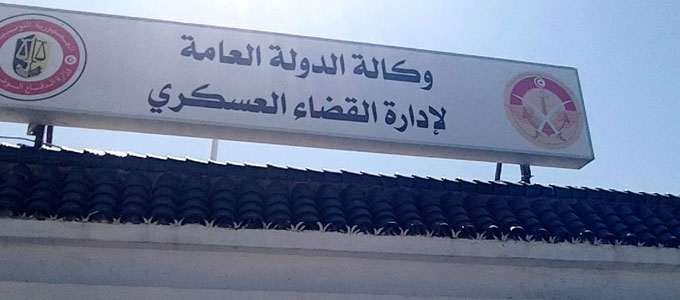 وكالة الدولة العامة
لإدارة القضاء العسكري